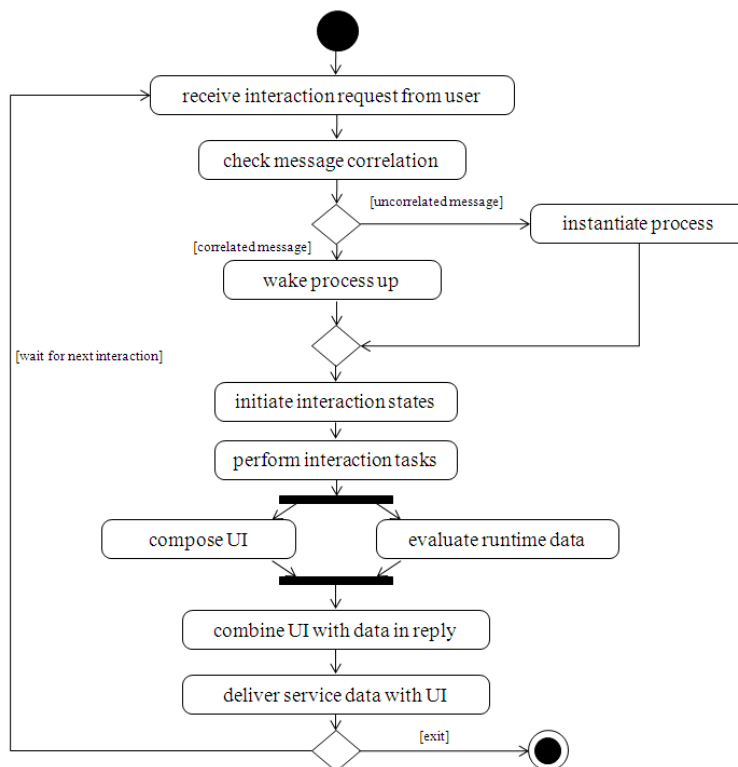 receive interaction request from user
check message correlation
[uncorrelated message]
instantiate process
[correlated message]
wake process up
[wait for next interaction]
initiate interaction states
perform interaction tasks
compose UI
evaluate runtime data
combine UI with data in reply
deliver service data with UI
[exit]